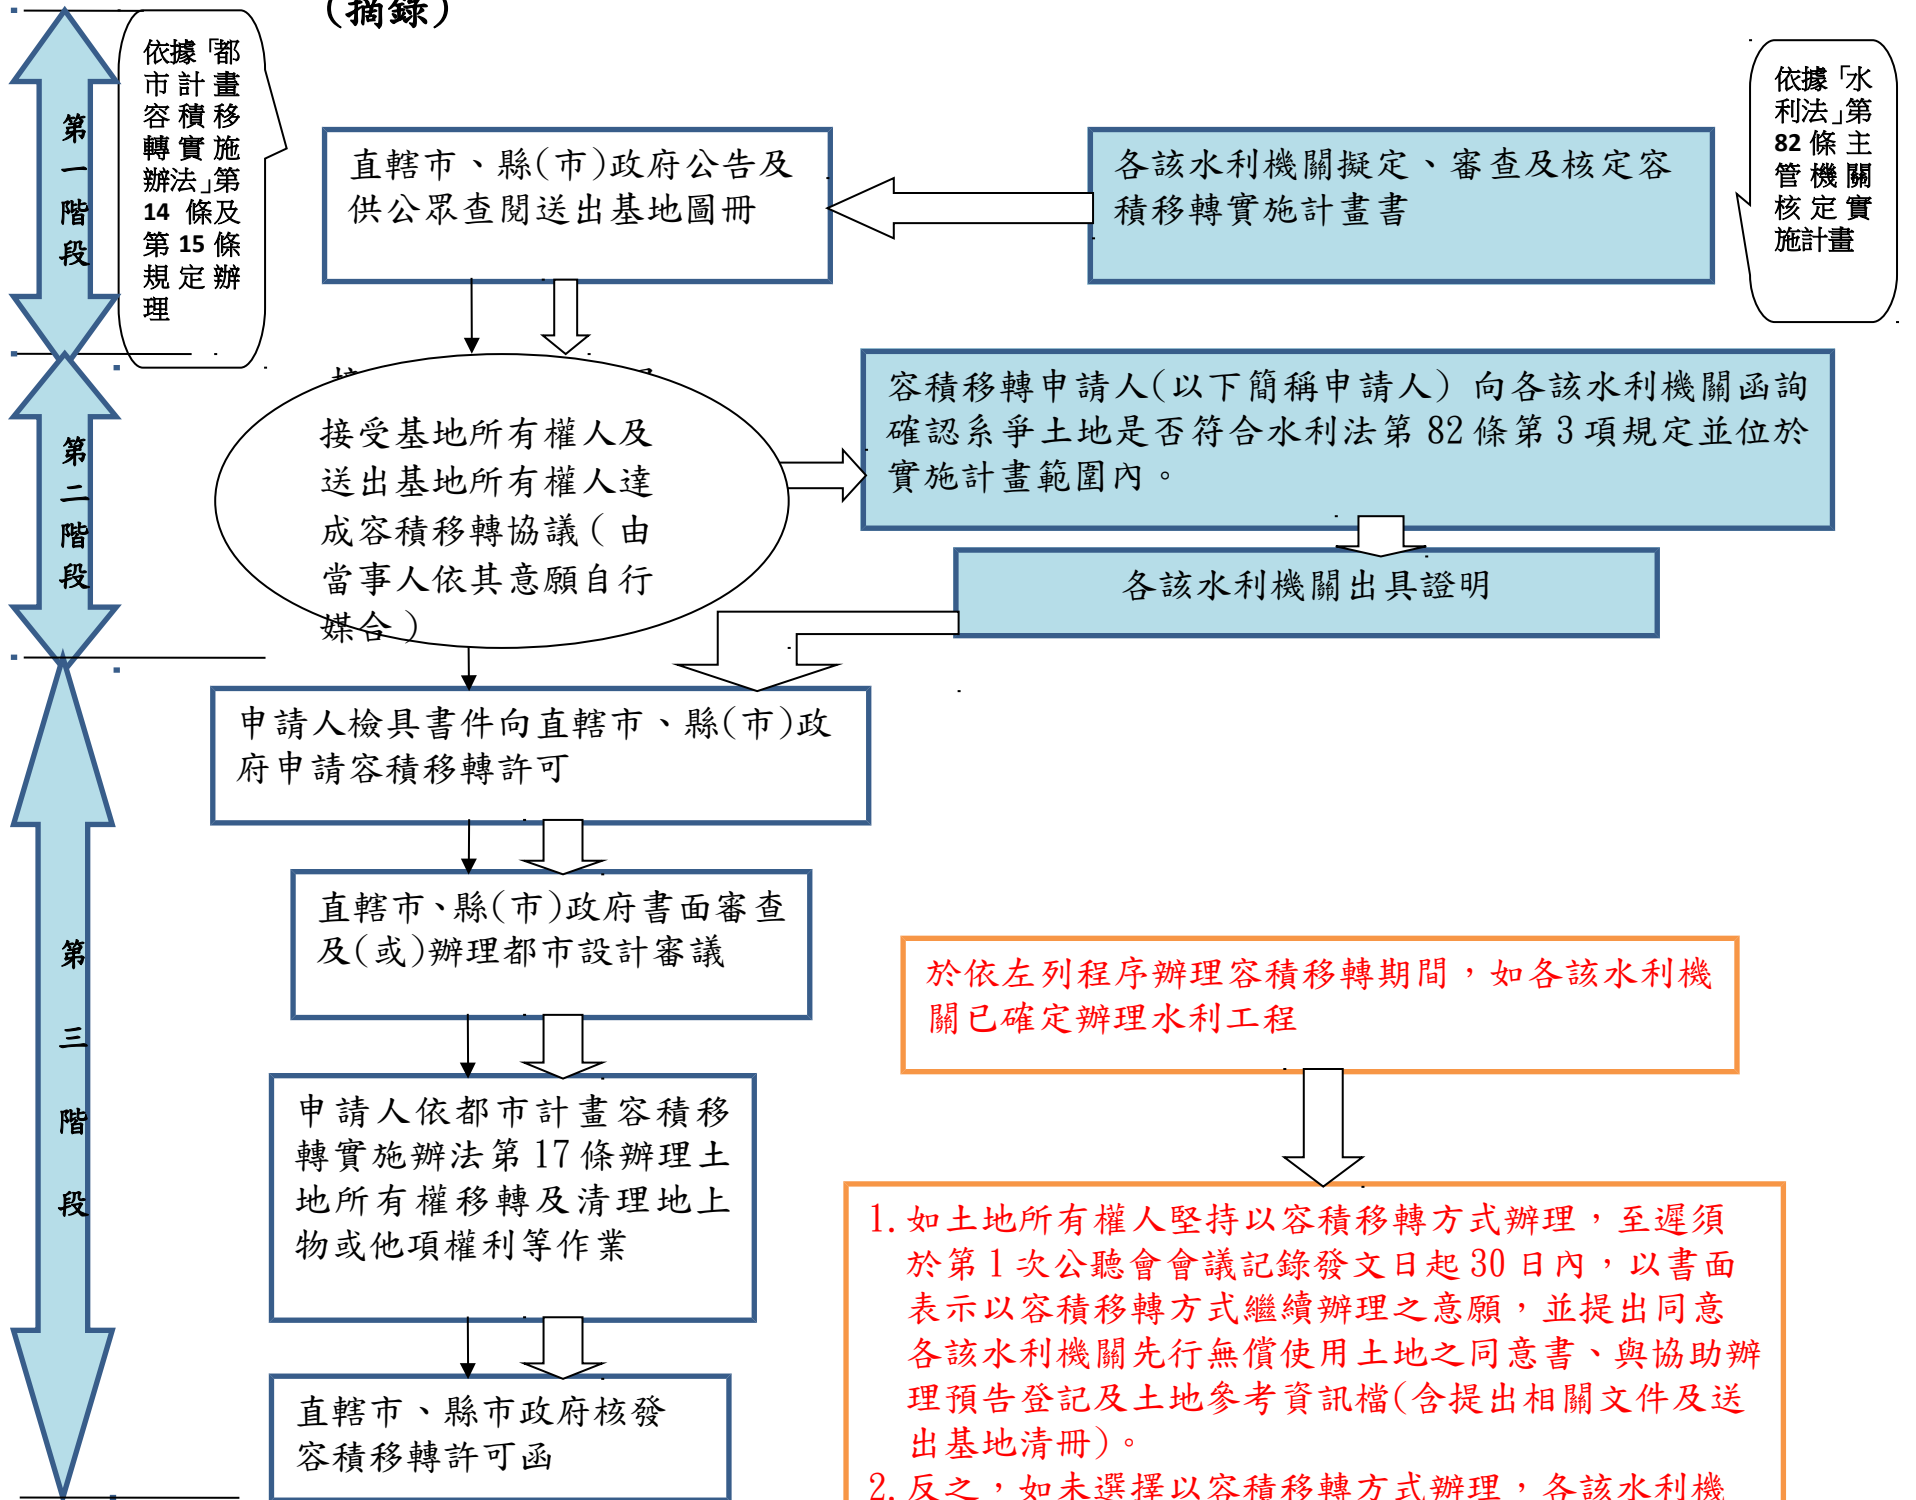 (摘錄)
依據「都
市計畫
容積移
轉實施
辦法」第
14 條及
第 15 條
規定辦
理
依據「水
利法」第
82 條主
管機關
核定實
施計畫
第一階段
直轄市、縣(市)政府公告及
供公眾查閱送出基地圖冊
各該水利機關擬定、審查及核定容
積移轉實施計畫書
第二階段
接受基地所有權人及
送出基地所有權人達
成容積移轉協議(由
當事人依其意願自行
媒合)
容積移轉申請人(以下簡稱申請人) 向各該水利機關函詢
確認系爭土地是否符合水利法第 82 條第 3 項規定並位於
實施計畫範圍內。
各該水利機關出具證明
第三階段
申請人檢具書件向直轄市、縣(市)政
府申請容積移轉許可
直轄市、縣(市)政府書面審查
及(或)辦理都市設計審議
申請人依都市計畫容積移
轉實施辦法第 17 條辦理土
地所有權移轉及清理地上
物或他項權利等作業
直轄市、縣市政府核發
容積移轉許可函
於依左列程序辦理容積移轉期間,如各該水利機
關已確定辦理水利工程
1. 如土地所有權人堅持以容積移轉方式辦理,至遲須
於第 1 次公聽會會議記錄發文日起 30 日內,以書面
表示以容積移轉方式繼續辦理之意願,並提出同意
各該水利機關先行無償使用土地之同意書、與協助辦
理預告登記及土地參考資訊檔(含提出相關文件及送
出基地清冊)。
2. 反之,如未選擇以容積移轉方式辦理,各該水利機